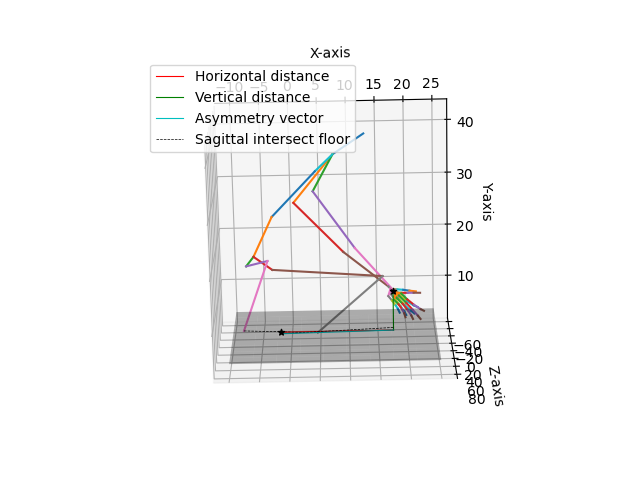 X-axis
Horizontal distance
Vertical distance
Asymmetry vector
Sagittal intersect floor
−10 −5 0 5 10 15 20 25
40
30
20
10
Y-axis
−60
−40
−20
0
20
40
60
80
Z-axis